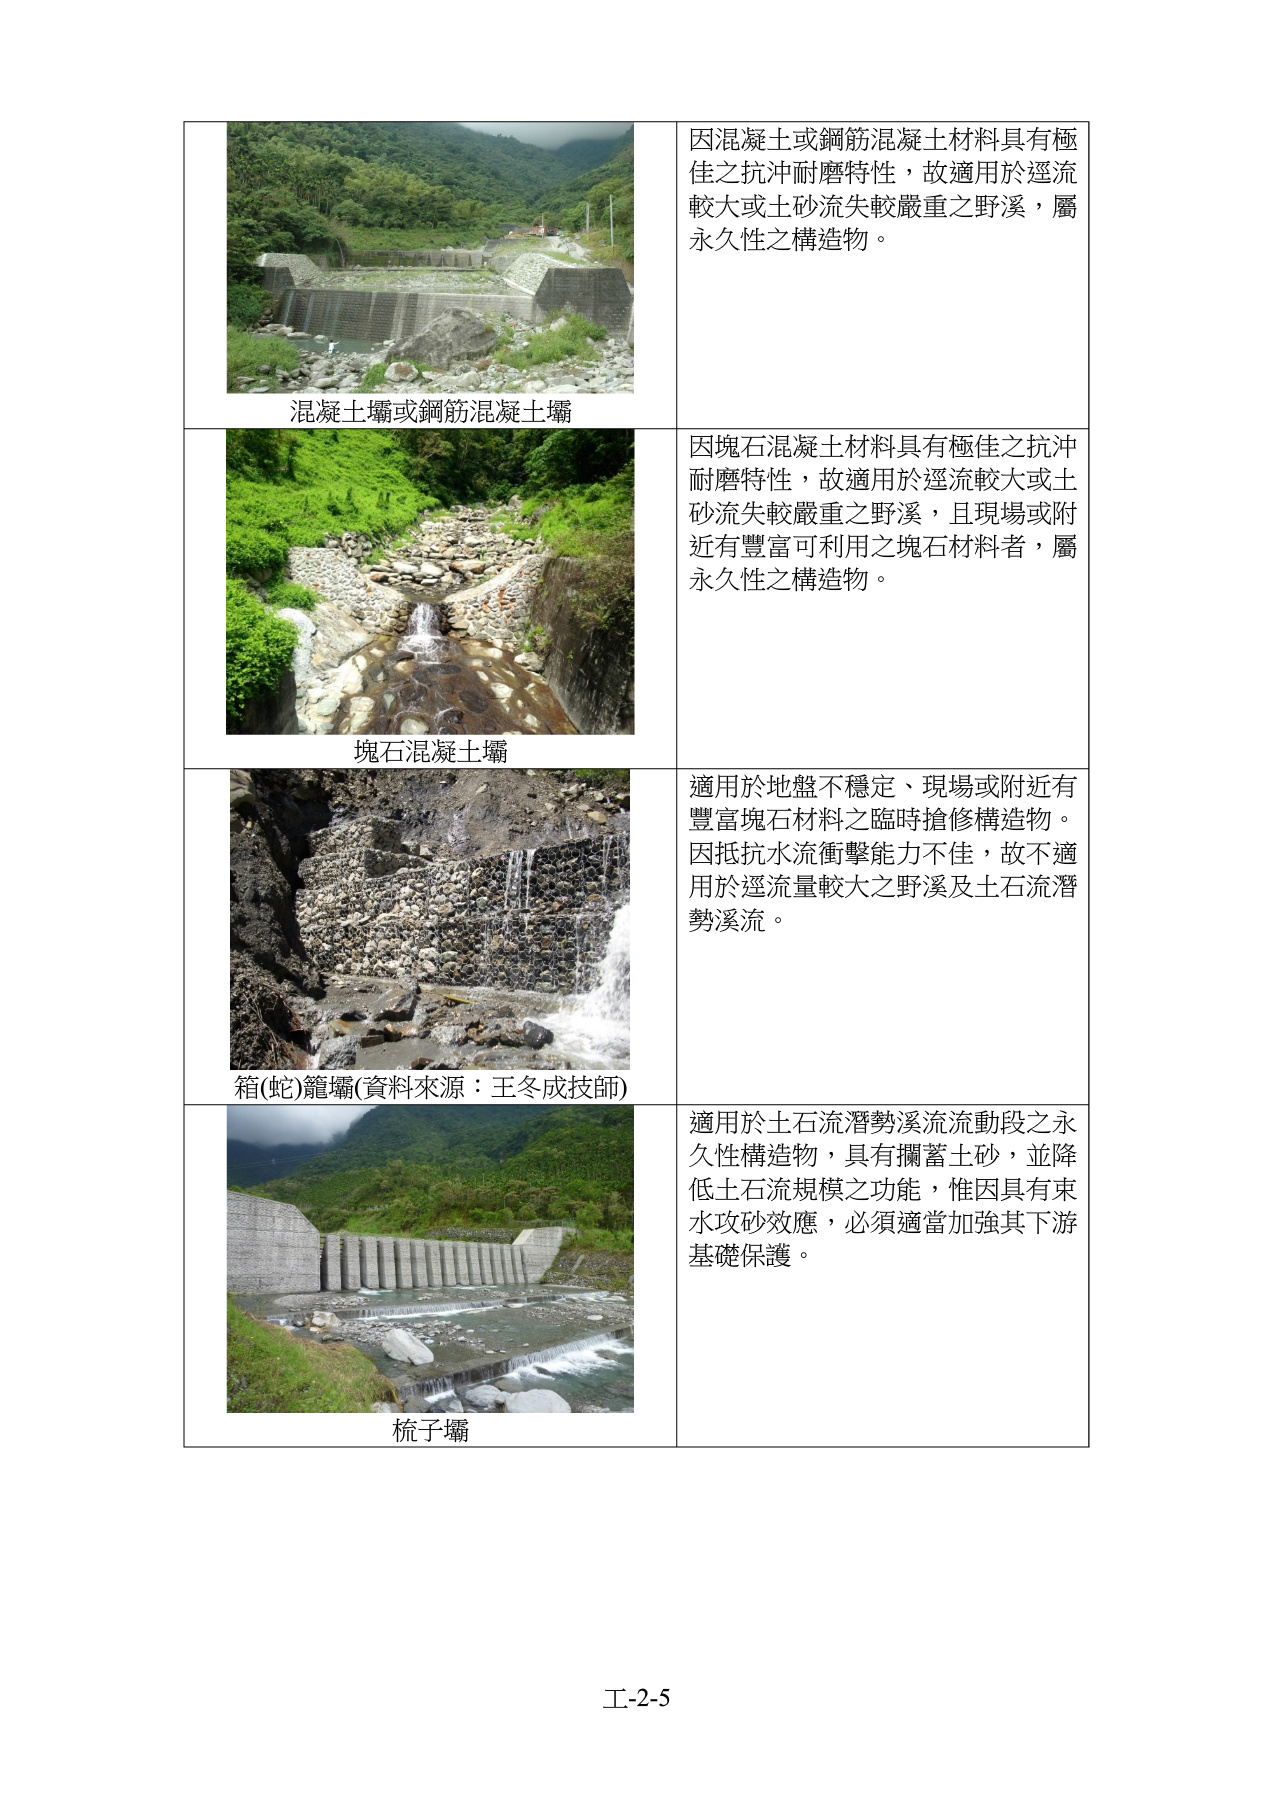 因混凝土或鋼筋混凝土材料具有極
佳之抗沖耐磨特性，故適用於逕流
較大或土砂流失較嚴重之野溪，屬
永久性之構造物。
混凝土壩或鋼筋混凝土壩
因塊石混凝土材料具有極佳之抗沖
耐磨特性，故適用於逕流較大或土
砂流失較嚴重之野溪，且現場或附
近有豐富可利用之塊石材料者，屬
永久性之構造物。
塊石混凝土壩
適用於地盤不穩定、現場或附近有
豐富塊石材料之臨時搶修構造物。
因抵抗水流衝擊能力不佳，故不適
用於逕流量較大之野溪及土石流潛
勢溪流。
箱(蛇)籠壩(資料來源：王冬成技師)
適用於土石流潛勢溪流流動段之永
久性構造物，具有攔蓄土砂，並降
低土石流規模之功能，惟因具有束
水攻砂效應，必須適當加強其下游
基礎保護。
梳子壩
工-2-5